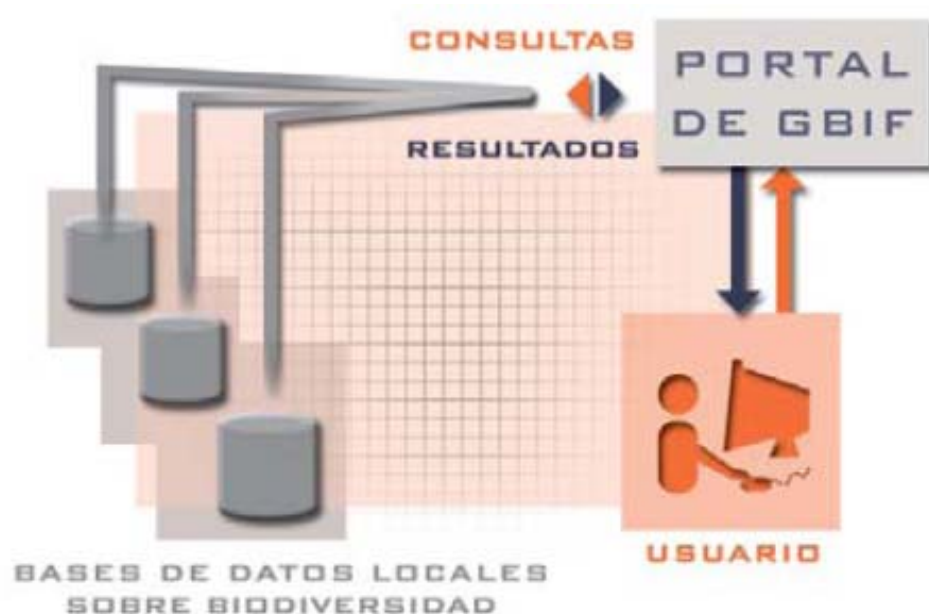 CONSULTAS
PORTAL
DE GBIF
RESULTADOS
USUARIO
BASES DE DATOS LOCALES
SOBRE BIODIVERSIDAD